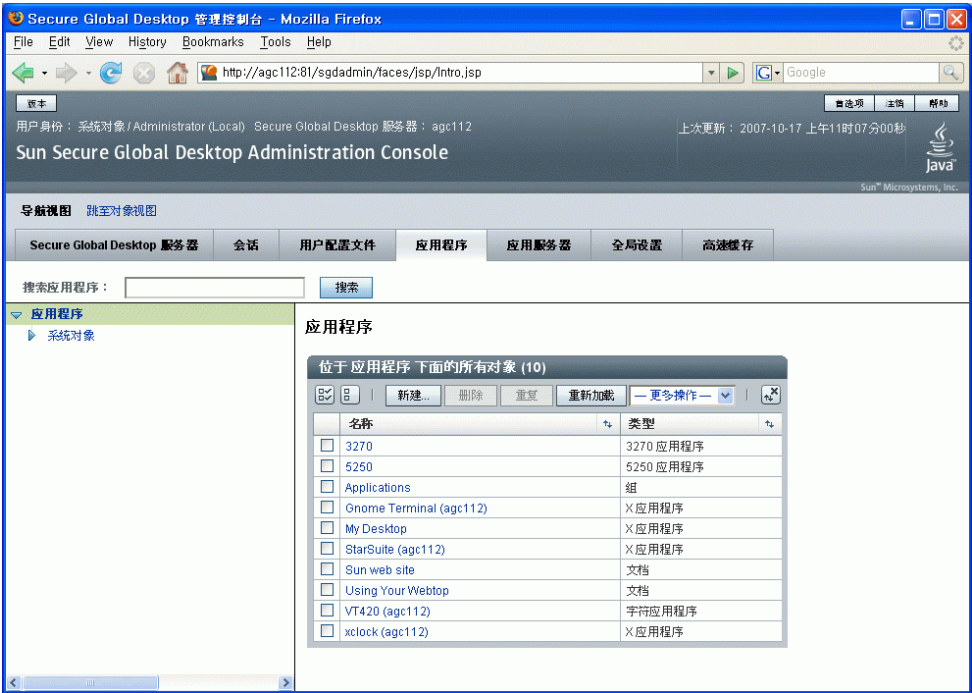 Secure Global Desktop 管理控制台 - Mozilla Firefox
File Edit View History Bookmarks Tools Help
http://agc112:81/sgdadmin/faces/jsp/Intro.jsp
G Google
版本
首选项 注销 帮助
用户身份： 系统对象 / Administrator (Local) Secure Global Desktop 服务器： agc112
上次更新： 2007-10-17 上午11时07分00秒
Sun Secure Global Desktop Administration Console
Java
Sun™ Microsystems, Inc.
导航视图 跳至对象视图
Secure Global Desktop 服务器 会话 用户配置文件 应用程序 应用服务器 全局设置 高速缓存
搜索应用程序： 搜索
应用程序
系统对象
应用程序
位于 应用程序 下面的所有对象 (10)
新建... 删除 重复 重新加载 — 更多操作 —
名称 类型
3270 3270 应用程序
5250 5250 应用程序
Applications 组
Gnome Terminal (agc112) X 应用程序
My Desktop X 应用程序
StarSuite (agc112) X 应用程序
Sun web site 文档
Using Your Webtop 文档
VT420 (agc112) 字符应用程序
xclock (agc112) X 应用程序